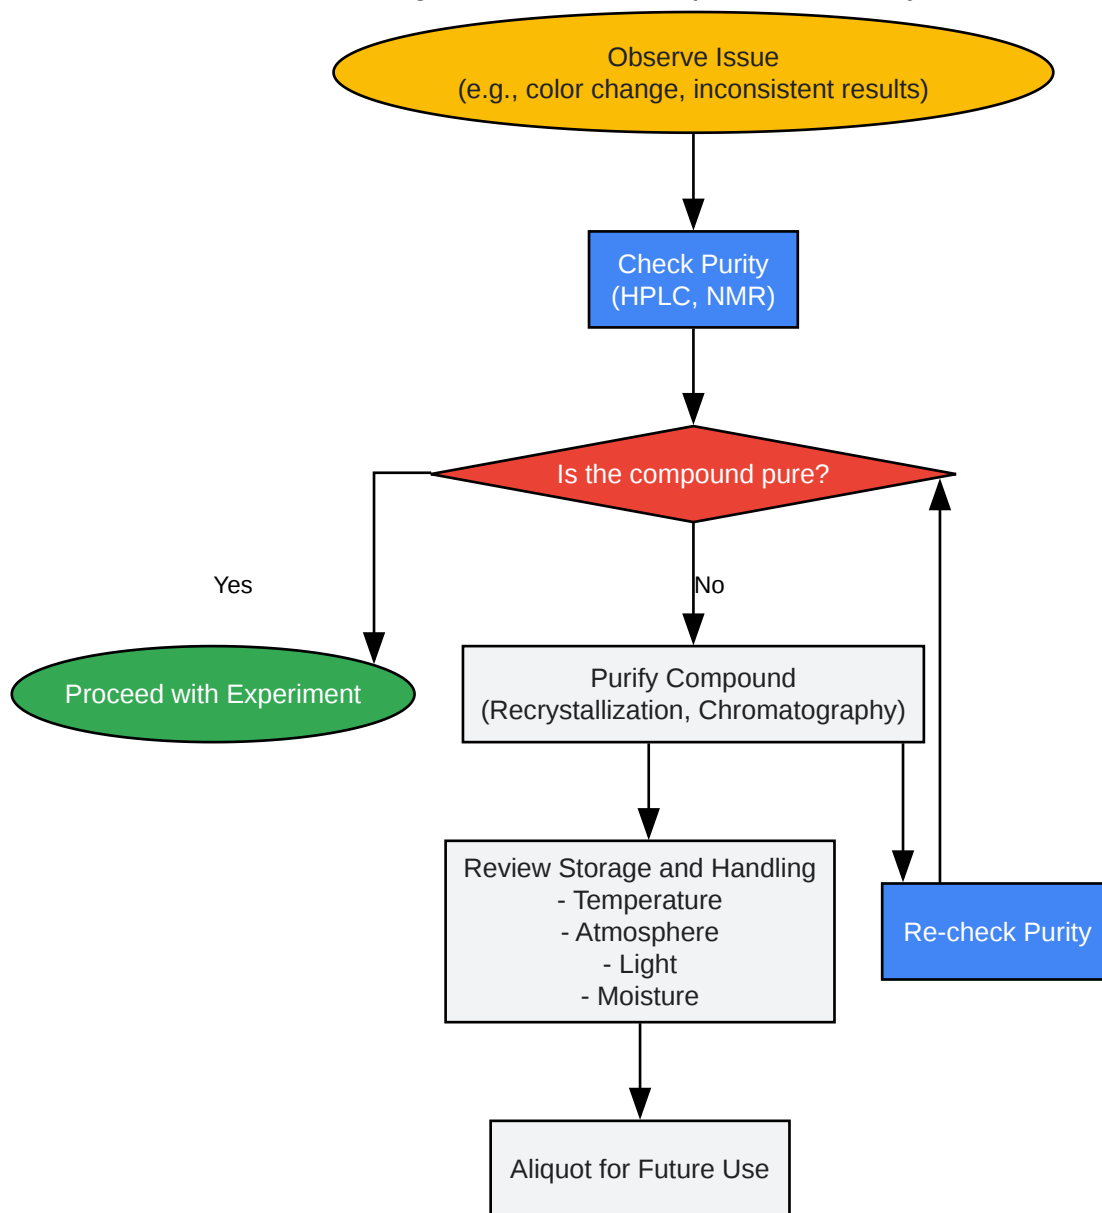 Observe Issue
(e.g., color change, inconsistent results)
Check Purity
(HPLC, NMR)
Is the compound pure?
Yes
No
Proceed with Experiment
Purify Compound
(Recrystallization, Chromatography)
Review Storage and Handling
- Temperature
- Atmosphere
- Light
- Moisture
Re-check Purity
Aliquot for Future Use